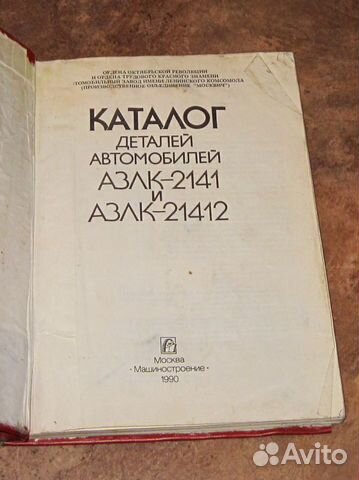 ОРДЕНА ОКТЯБРЬСКОЙ РЕВОЛЮЦИИ
И ОРДЕНА ТРУДОВОГО КРАСНОГО ЗНАМЕНИ
ТОМОБИЛЬНЫЙ ЗАВОД ИМЕНИ ЛЕНИНСКОГО КОМСОМОЛА
(ПРОИЗВОДСТВЕННОЕ ОБЪЕДИНЕНИЕ "МОСКВИЧ")
КАТАЛОГ
ДЕТАЛЕЙ
АВТОМОБИЛЕЙ
АЗЛК-2141
И
АЗЛК-21412
Москва
«Машиностроение»
1990
Avito